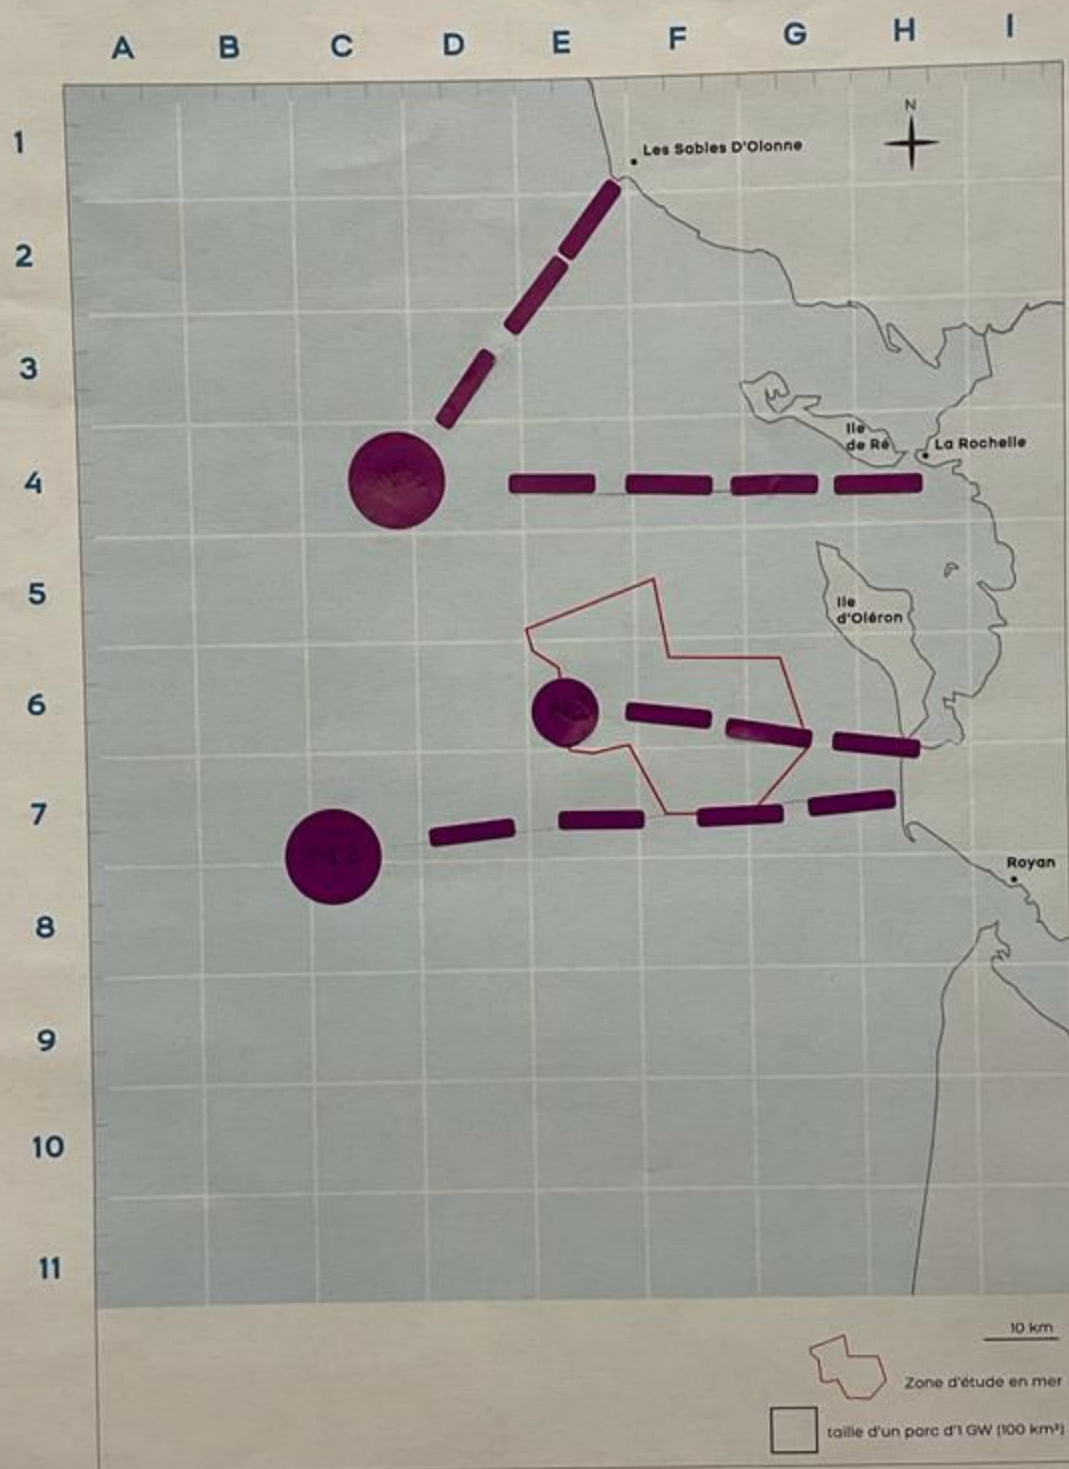 A B C D E F G H I
N
1
Les Sables D'Olonne
2
3
Ile
de Ré
La Rochelle
4
5
Ile
d'Oléron
6
7
Royan
8
9
10
11
10 km
Zone d'étude en mer
taille d'un parc d'1 GW (100 km²)